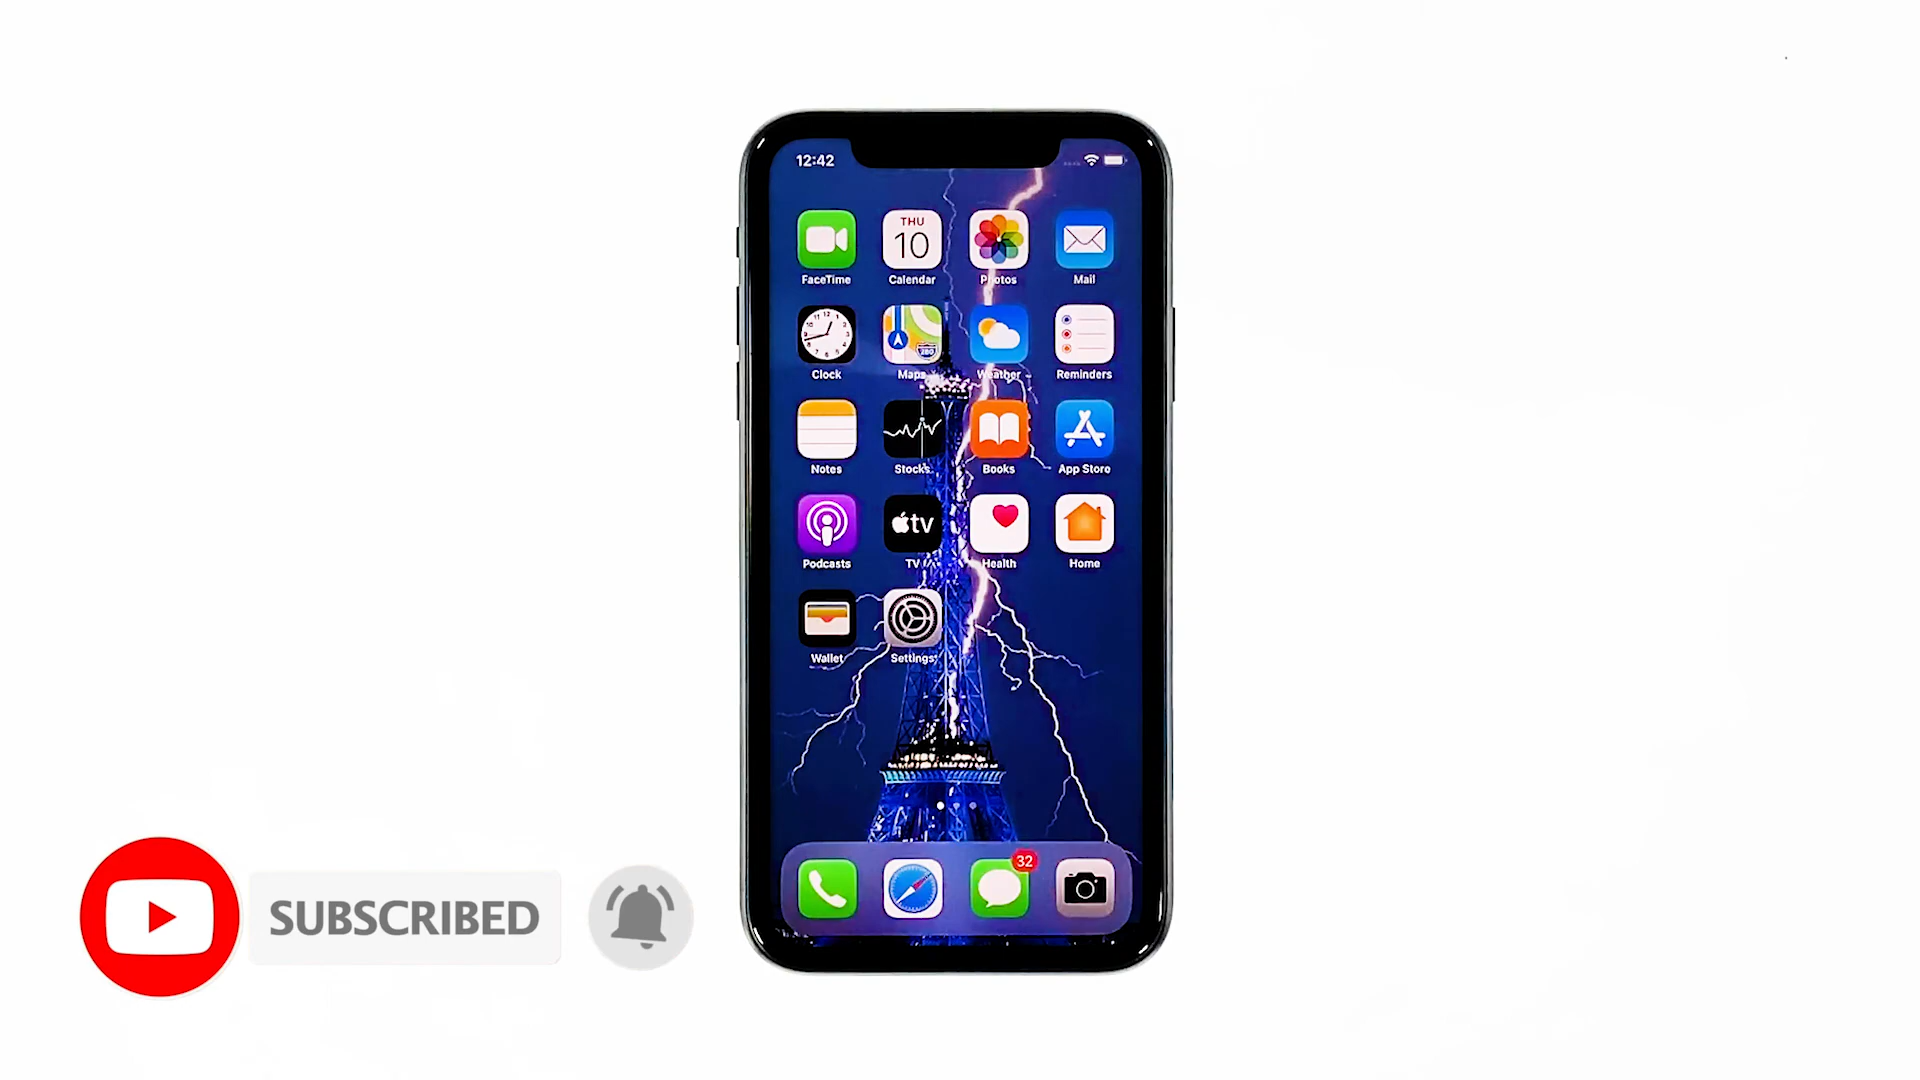 12:42
THU
10
FaceTime
Calendar
Photos
Mail
280
Clock
Maps
Weather
Reminders
Notes
Stocks
Books
App Store
tv
Podcasts
TV
Health
Home
Wallet
Settings
32
SUBSCRIBED